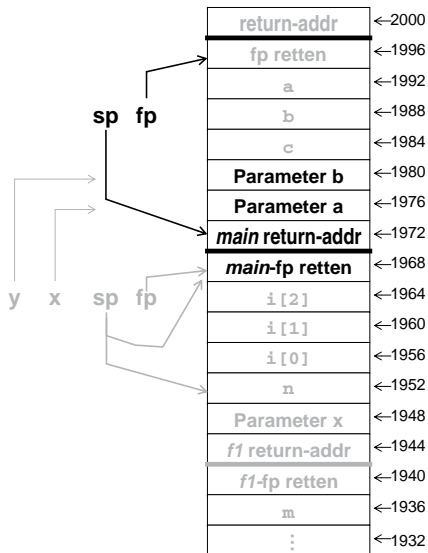 return-addr 2000
fp retten 1996
a 1992
b 1988
sp fp
c 1984
Parameter b 1980
Parameter a 1976
main return-addr 1972
main-fp retten 1968
y x sp fp
i[2] 1964
i[1] 1960
i[0] 1956
n 1952
Parameter x 1948
f1 return-addr 1944
f1-fp retten 1940
m 1936
⋮ 1932